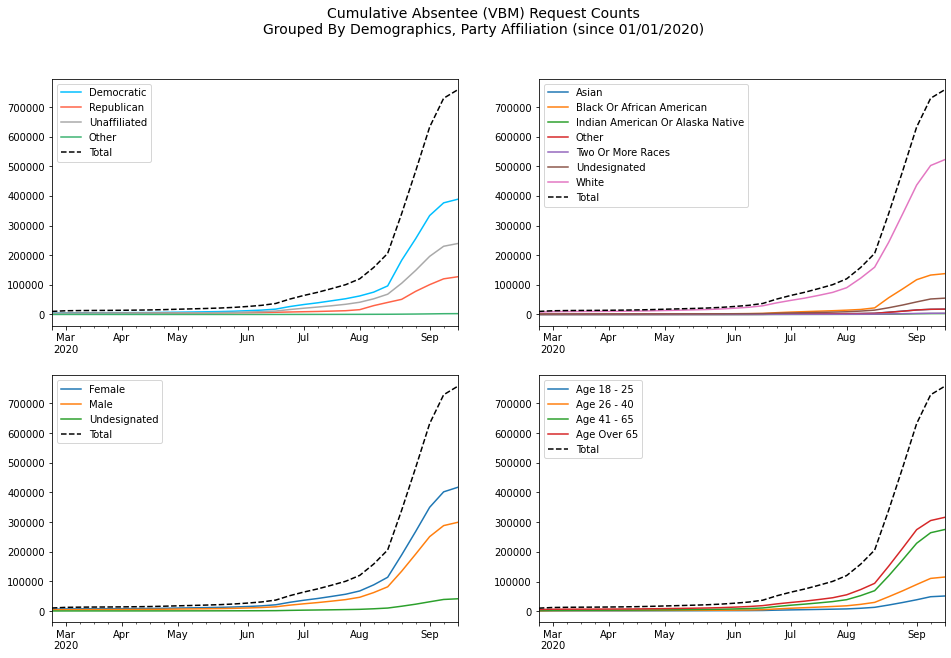 Cumulative Absentee (VBM) Request Counts
Grouped By Demographics, Party Affiliation (since 01/01/2020)
Democratic
Republican
Unaffiliated
Other
Total
700000
600000
500000
400000
300000
200000
100000
0
Mar Apr May Jun Jul Aug Sep
2020
Asian
Black Or African American
Indian American Or Alaska Native
Other
Two Or More Races
Undesignated
White
Total
700000
600000
500000
400000
300000
200000
100000
0
Mar Apr May Jun Jul Aug Sep
2020
Female
Male
Undesignated
Total
700000
600000
500000
400000
300000
200000
100000
0
Mar Apr May Jun Jul Aug Sep
2020
Age 18 - 25
Age 26 - 40
Age 41 - 65
Age Over 65
Total
700000
600000
500000
400000
300000
200000
100000
0
Mar Apr May Jun Jul Aug Sep
2020